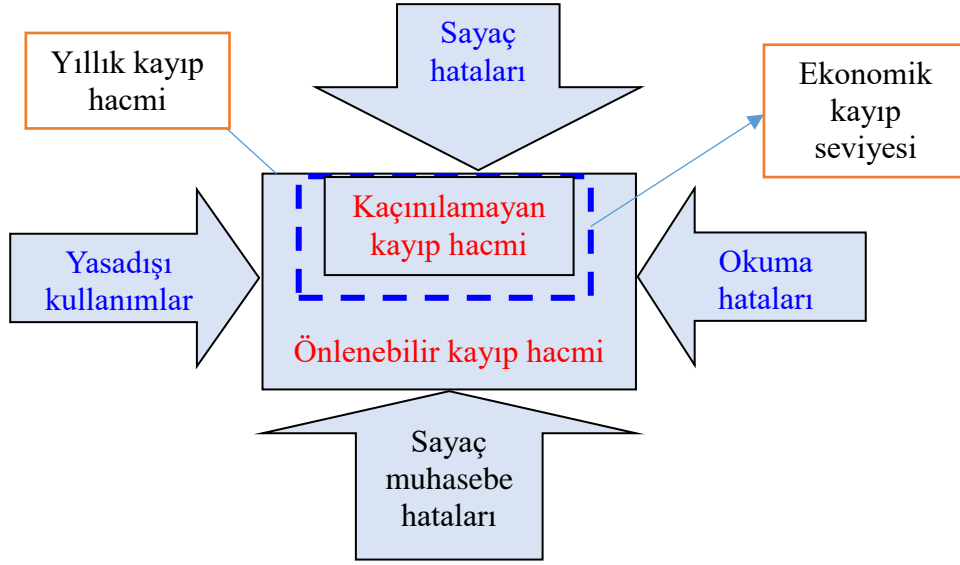 Sayaç
hataları
Yıllık kayıp
hacmi
Ekonomik
kayıp
seviyesi
Kaçınılamayan
kayıp hacmi
Yasadışı
kullanımlar
Okuma
hataları
Önlenebilir kayıp hacmi
Sayaç
muhasebe
hataları